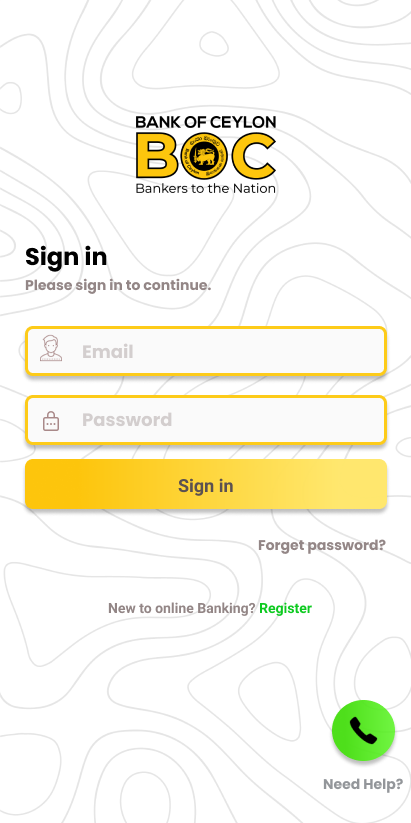 BANK OF CEYLON
BOC
Bankers to the Nation
Sign in
Please sign in to continue.
Email
Password
Sign in
Forget password?
New to online Banking? Register
Need Help?